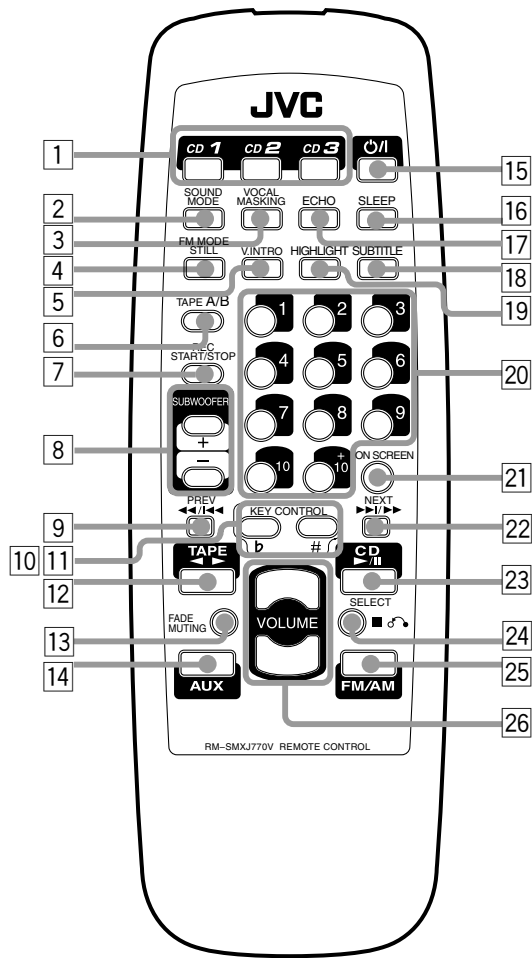 JVC
CD 1 CD 2 CD 3 ⏻/I
1 15
SOUND MODE VOCAL MASKING ECHO SLEEP
2 16
3 17
FM MODE STILL V.INTRO HIGHLIGHT SUBTITLE
4 18
5 19
TAPE A/B 1 2 3
6
REC START/STOP 4 5 6
7 20
SUBWOOFER 7 8 9
+
8
− 10 +10 ON SCREEN
21
PREV NEXT
◄◄/I◄◄ ►►I/►►
9 KEY CONTROL 22
10 11 ♭ #
TAPE CD
◄ ► ►/II
12 23
FADE MUTING VOLUME SELECT
■
13 24
14 25
AUX FM/AM
26
RM–SMXJ770V REMOTE CONTROL